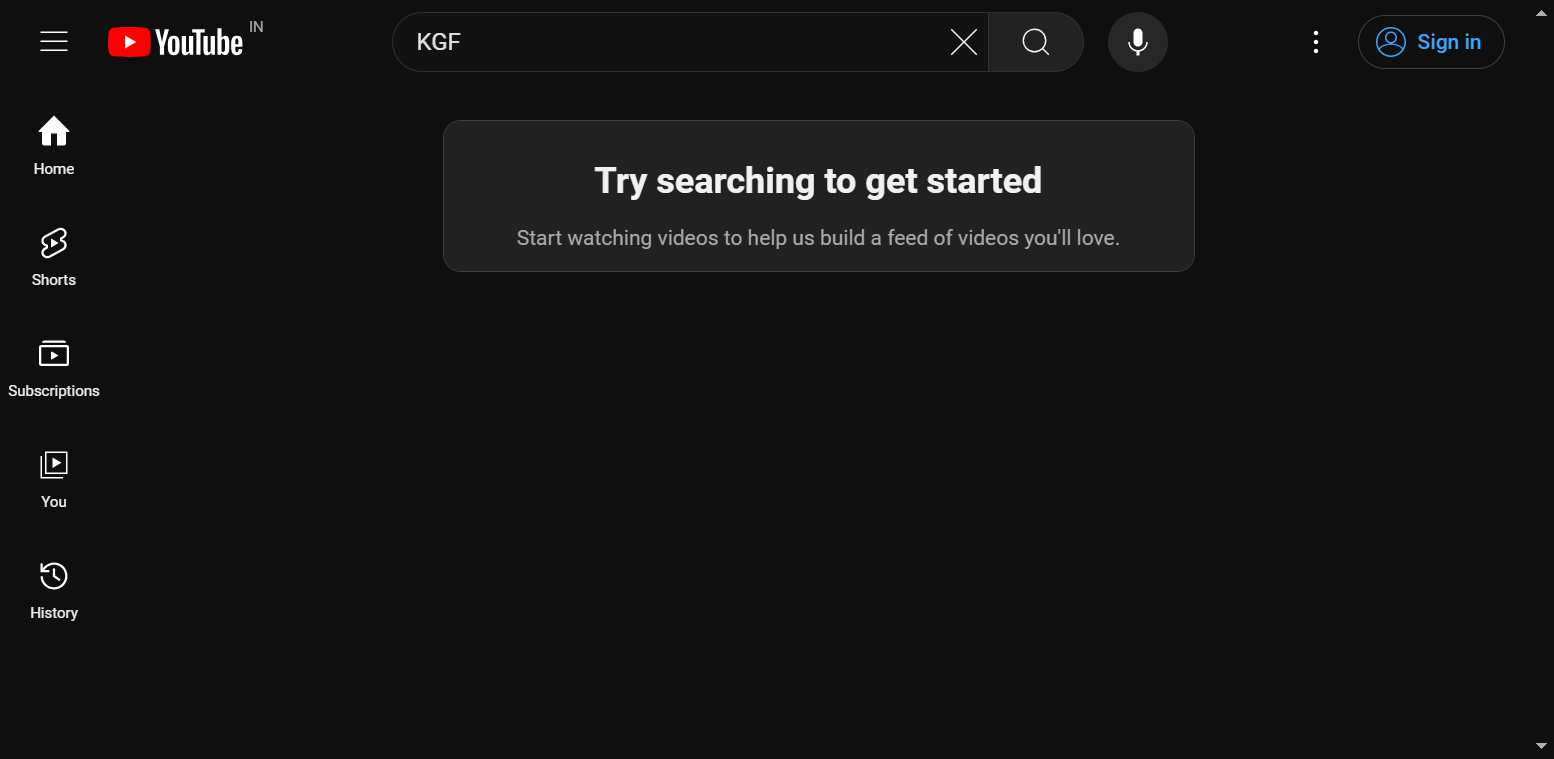 YouTube IN
KGF
Sign in
Home
Shorts
Subscriptions
You
History
Try searching to get started
Start watching videos to help us build a feed of videos you'll love.